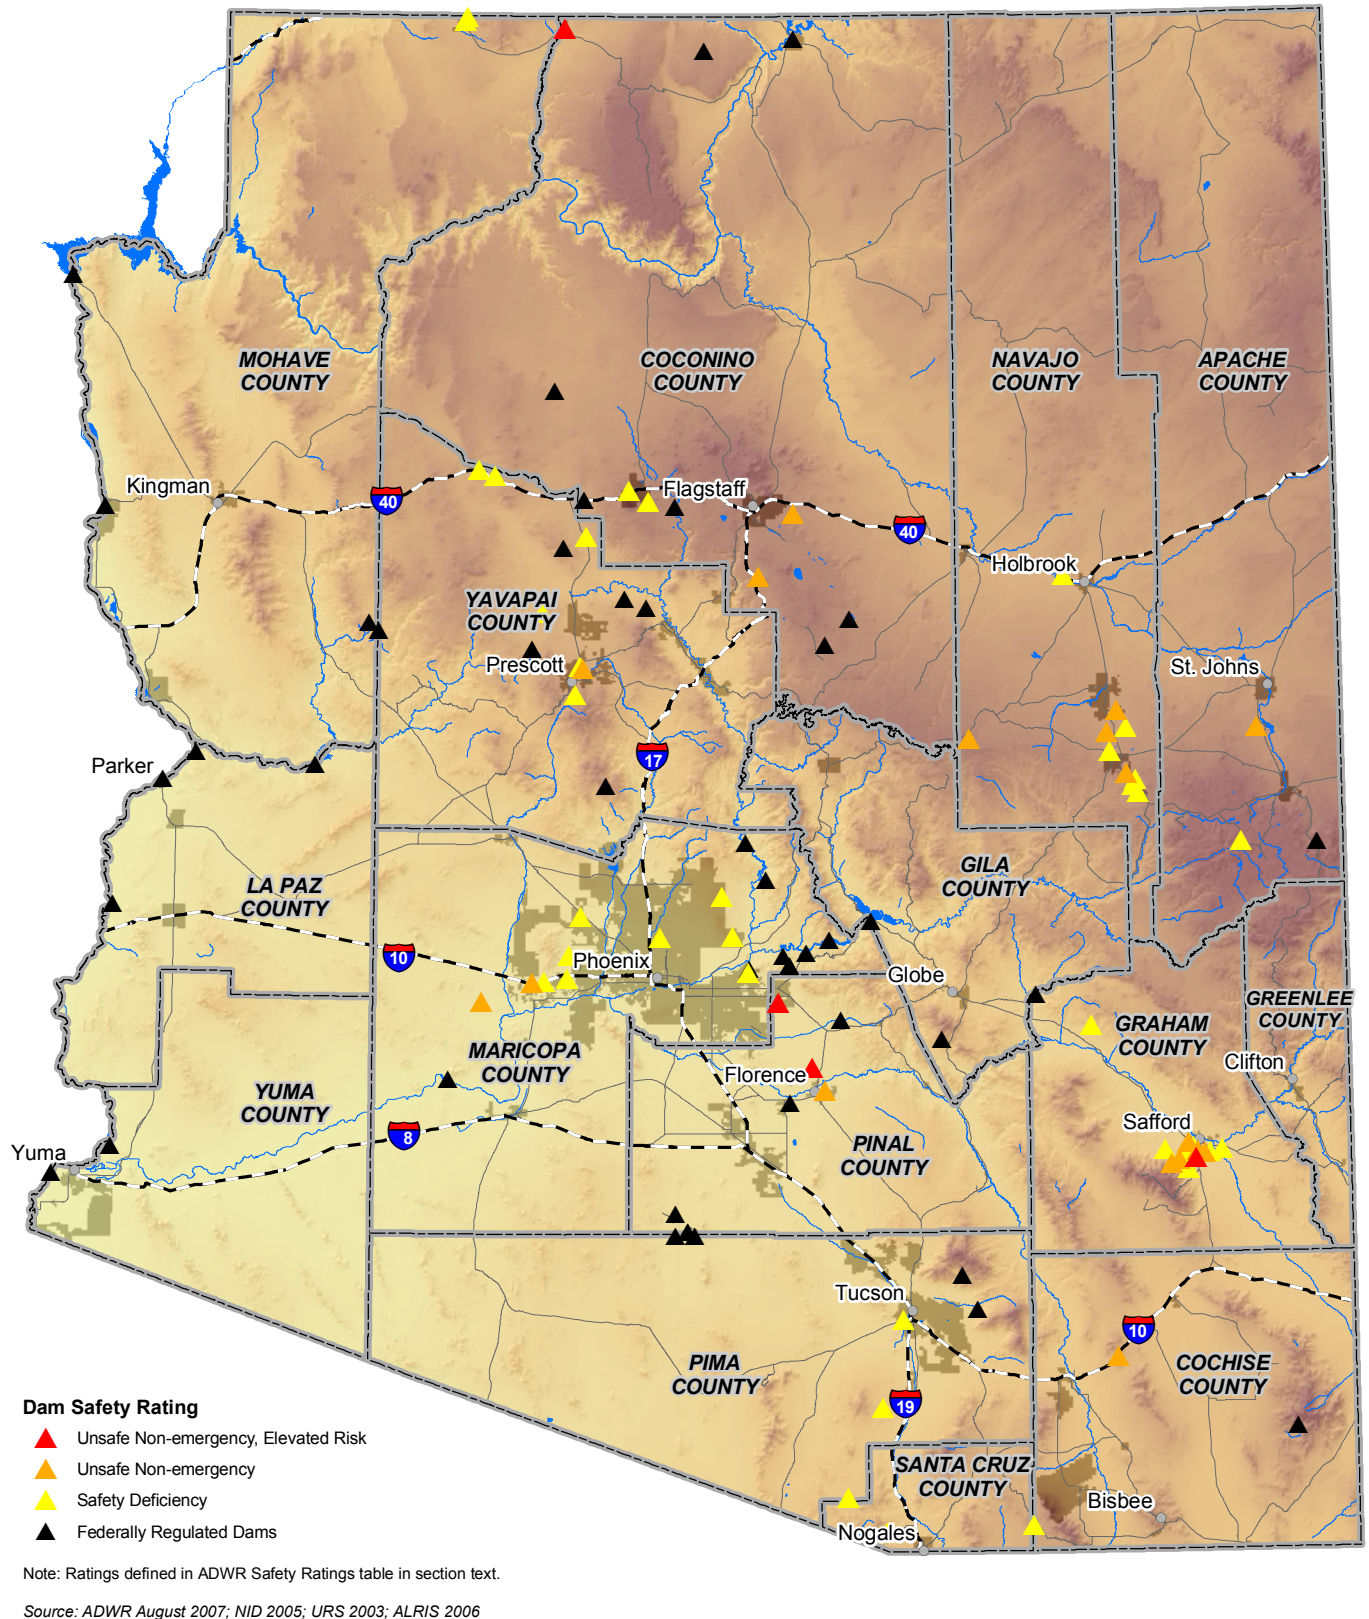 MOHAVE
COUNTY
COCONINO
COUNTY
NAVAJO
COUNTY
APACHE
COUNTY
Kingman
40
Flagstaff
40
Holbrook
YAVAPAI
COUNTY
Prescott
St. Johns
17
Parker
LA PAZ
COUNTY
GILA
COUNTY
10
Phoenix
Globe
GREENLEE
COUNTY
GRAHAM
COUNTY
MARICOPA
COUNTY
Clifton
Florence
YUMA
COUNTY
8
Safford
Yuma
PINAL
COUNTY
Tucson
10
PIMA
COUNTY
COCHISE
COUNTY
19
SANTA CRUZ
COUNTY
Bisbee
Nogales
Dam Safety Rating
Unsafe Non-emergency, Elevated Risk
Unsafe Non-emergency
Safety Deficiency
Federally Regulated Dams
Note: Ratings defined in ADWR Safety Ratings table in section text.
Source: ADWR August 2007; NID 2005; URS 2003; ALRIS 2006